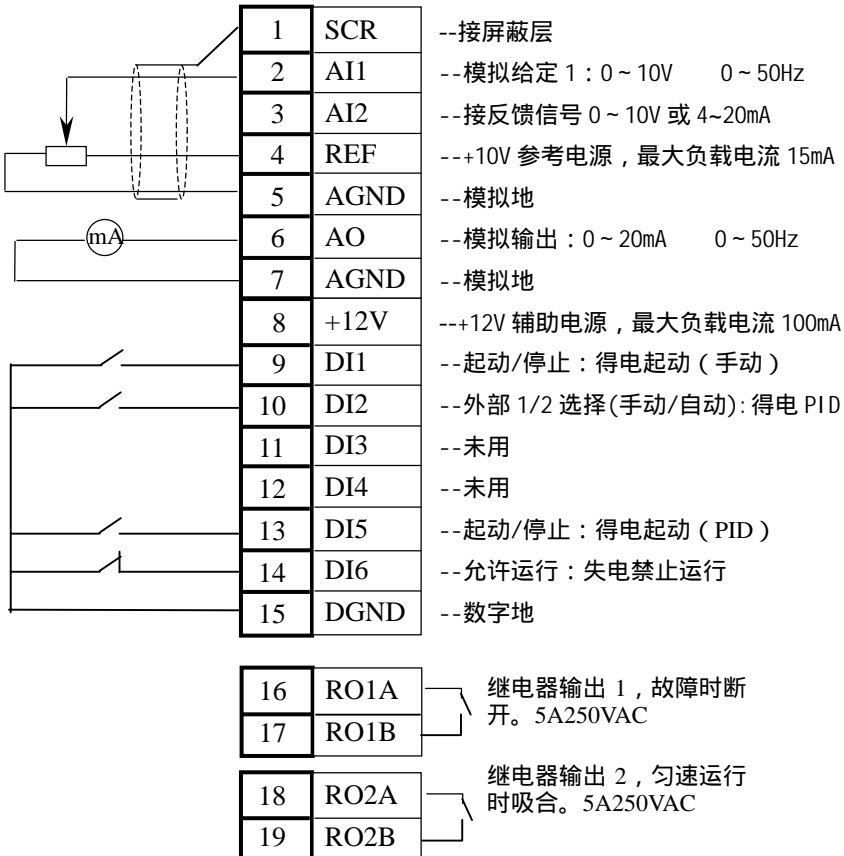 1 SCR --接屏蔽层
2 AI1 --模拟给定 1：0～10V 0～50Hz
3 AI2 --接反馈信号 0～10V 或 4~20mA
4 REF --+10V 参考电源，最大负载电流 15mA
5 AGND --模拟地
mA 6 AO --模拟输出：0～20mA 0～50Hz
7 AGND --模拟地
8 +12V --+12V 辅助电源，最大负载电流 100mA
9 DI1 --起动/停止：得电起动（手动）
10 DI2 --外部 1/2 选择(手动/自动):得电 PID
11 DI3 --未用
12 DI4 --未用
13 DI5 --起动/停止：得电起动（PID）
14 DI6 --允许运行：失电禁止运行
15 DGND --数字地
16 RO1A 继电器输出 1，故障时断
17 RO1B 开。5A250VAC
18 RO2A 继电器输出 2，匀速运行
19 RO2B 时吸合。5A250VAC